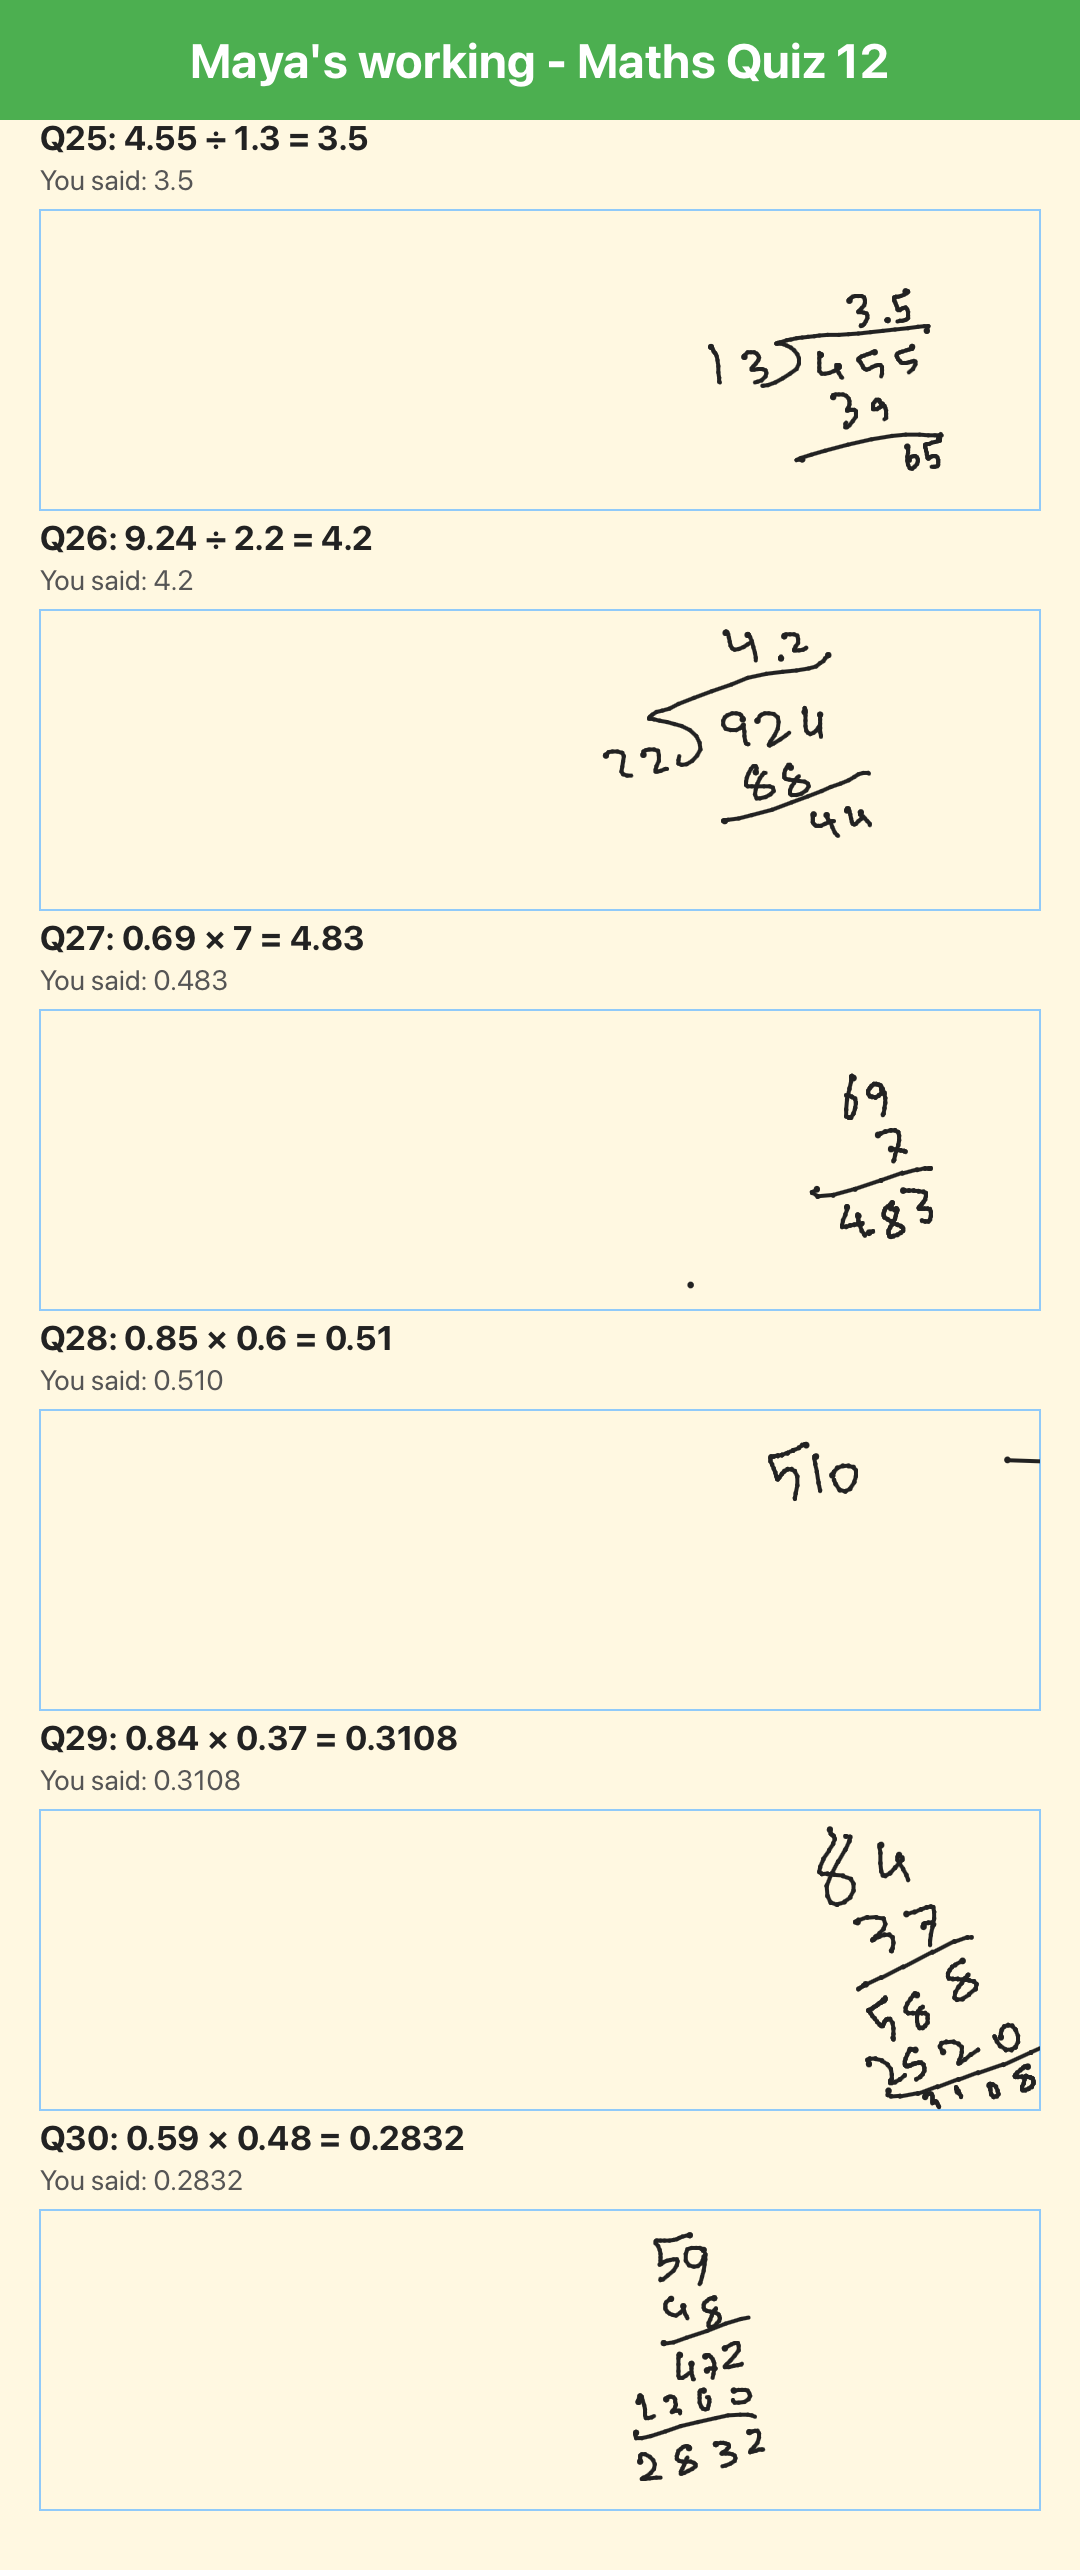 Maya's working - Maths Quiz 12
Q25: 4.55 ÷ 1.3 = 3.5
You said: 3.5
3.5
13)455
39
65
Q26: 9.24 ÷ 2.2 = 4.2
You said: 4.2
4.2
22)924
88
44
Q27: 0.69 × 7 = 4.83
You said: 0.483
69
7
483
.
Q28: 0.85 × 0.6 = 0.51
You said: 0.510
510
Q29: 0.84 × 0.37 = 0.3108
You said: 0.3108
84
37
588
2520
3108
Q30: 0.59 × 0.48 = 0.2832
You said: 0.2832
59
48
472
2832